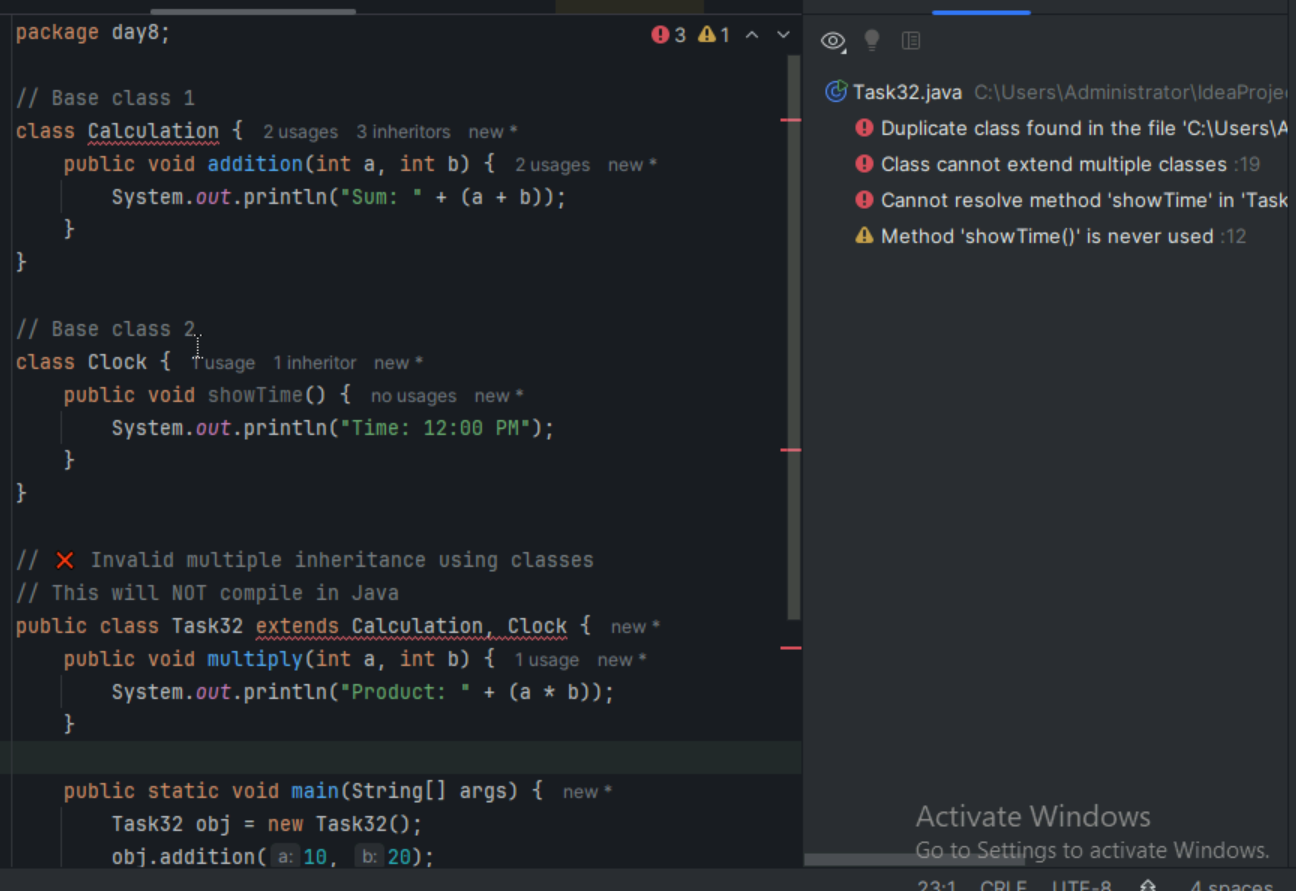 package day8;
3 1
// Base class 1
class Calculation { 2 usages 3 inheritors new *
public void addition(int a, int b) { 2 usages new *
System.out.println("Sum: " + (a + b));
}
}
// Base class 2
class Clock { 1 usage 1 inheritor new *
public void showTime() { no usages new *
System.out.println("Time: 12:00 PM");
}
}
// ❌ Invalid multiple inheritance using classes
// This will NOT compile in Java
public class Task32 extends Calculation, Clock { new *
public void multiply(int a, int b) { 1 usage new *
System.out.println("Product: " + (a * b));
}
public static void main(String[] args) { new *
Task32 obj = new Task32();
obj.addition( a: 10, b: 20);
Task32.java C:\Users\Administrator\IdeaProje
Duplicate class found in the file 'C:\Users\A
Class cannot extend multiple classes :19
Cannot resolve method 'showTime' in 'Task
Method 'showTime()' is never used :12
Activate Windows
Go to Settings to activate Windows.
23:1 CRLF UTF-8 4 spaces